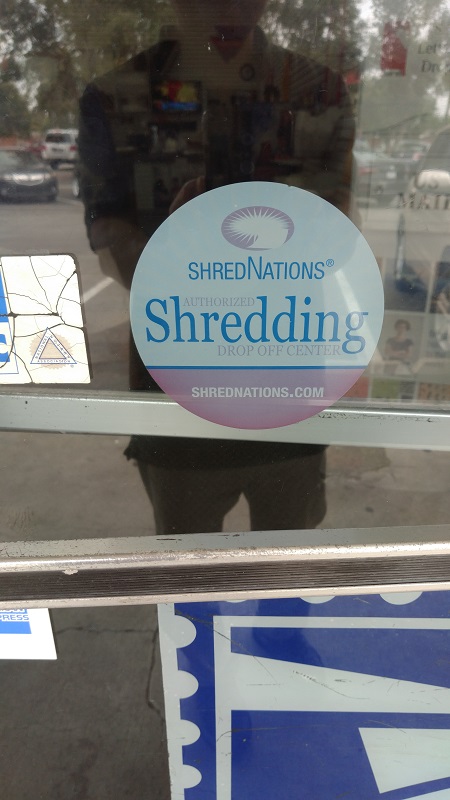 SHREDNATIONS®
AUTHORIZED
Shredding
DROP OFF CENTER
SHREDNATIONS.COM